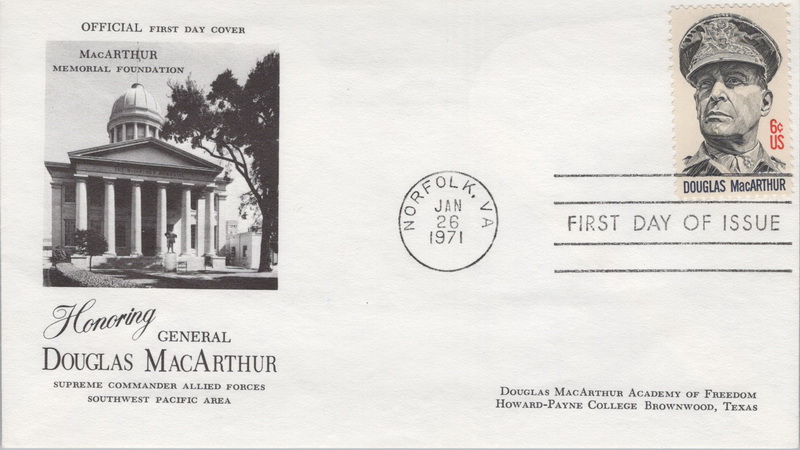 OFFICIAL FIRST DAY COVER
MacARTHUR
MEMORIAL FOUNDATION
Honoring
GENERAL
DOUGLAS MACARTHUR
SUPREME COMMANDER ALLIED FORCES
SOUTHWEST PACIFIC AREA
NORFOLK, VA
JAN
26
1971
6¢
US
DOUGLAS MacARTHUR
FIRST DAY OF ISSUE
DOUGLAS MACARTHUR ACADEMY OF FREEDOM
HOWARD-PAYNE COLLEGE BROWNWOOD, TEXAS